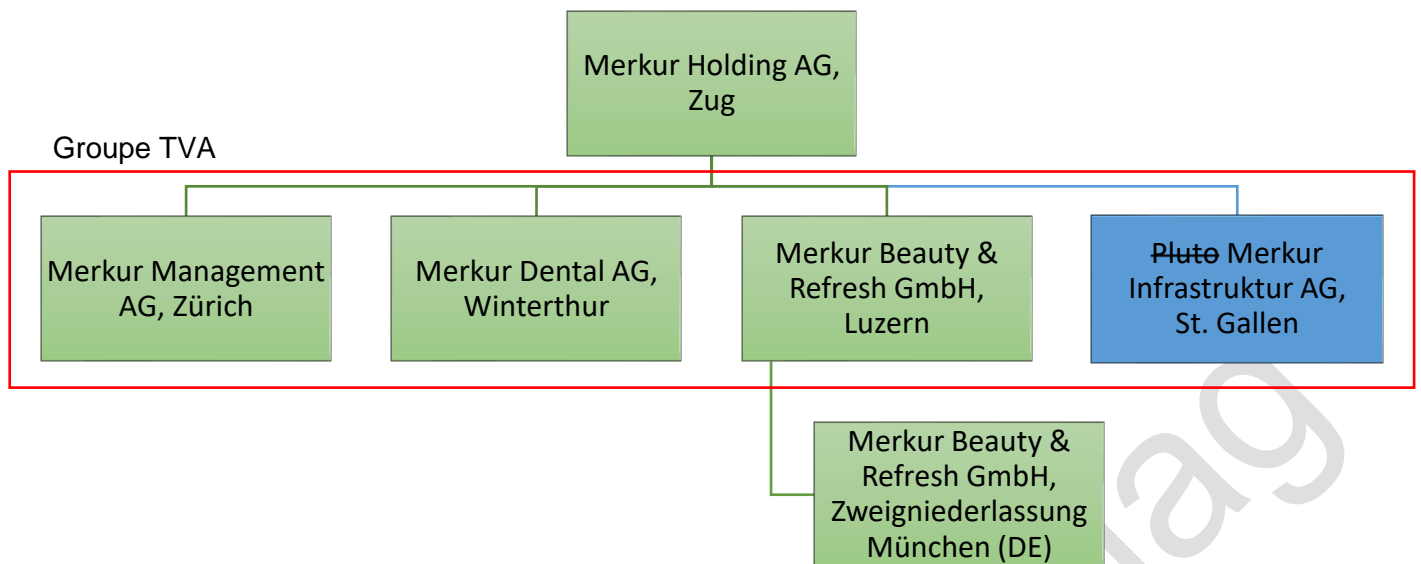 Merkur Holding AG,
Zug
Groupe TVA
Merkur Management
AG, Zürich
Merkur Dental AG,
Winterthur
Merkur Beauty &
Refresh GmbH,
Luzern
Pluto Merkur
Infrastruktur AG,
St. Gallen
Merkur Beauty &
Refresh GmbH,
Zweigniederlassung
München (DE)